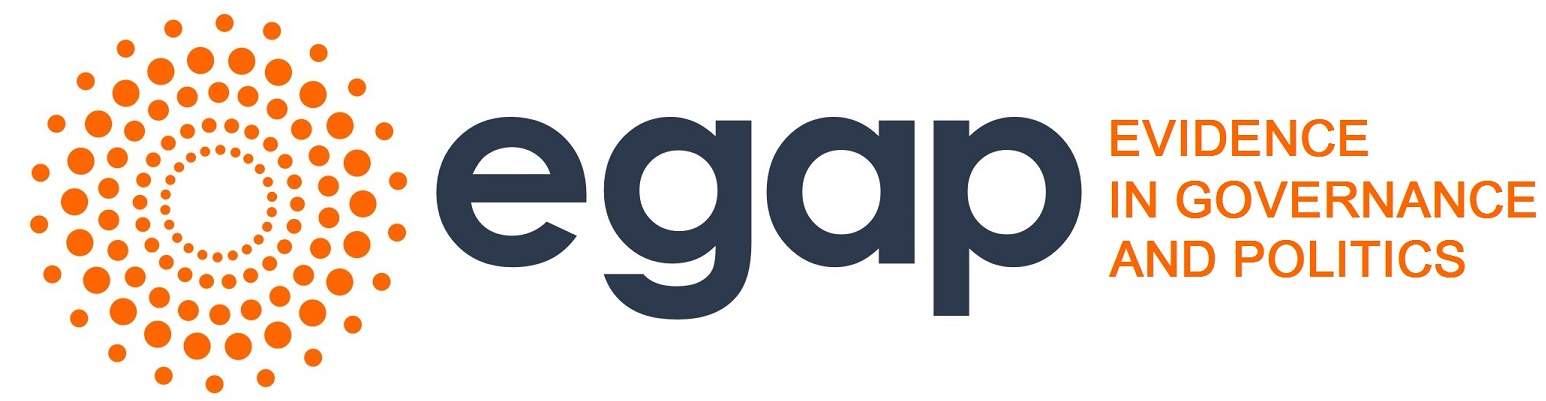 egap
EVIDENCE
IN GOVERNANCE
AND POLITICS